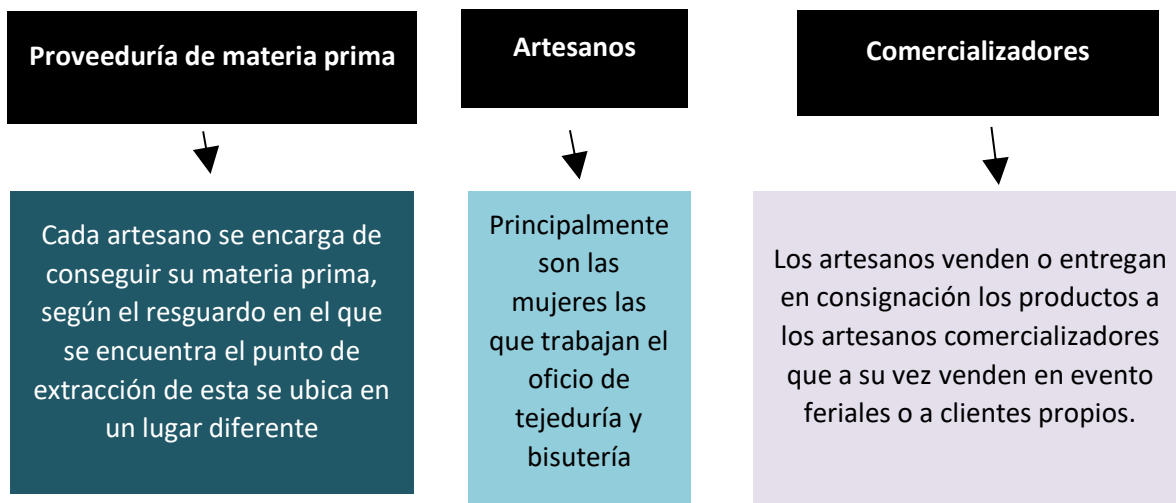 Proveeduría de materia prima
Cada artesano se encarga de
conseguir su materia prima,
según el resguardo en el que
se encuentra el punto de
extracción de esta se ubica en
un lugar diferente
Artesanos
Principalmente
son las
mujeres las
que trabajan el
oficio de
tejeduría y
bisutería
Comercializadores
Los artesanos venden o entregan
en consignación los productos a
los artesanos comercializadores
que a su vez venden en evento
feriales o a clientes propios.